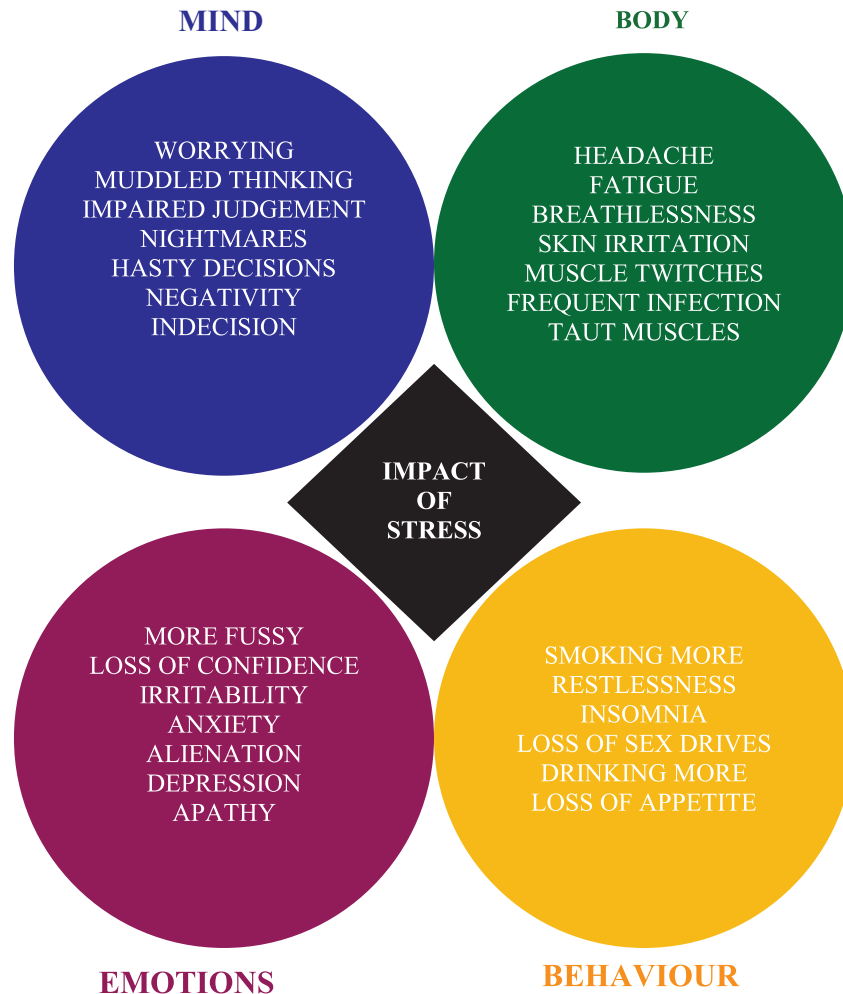 MIND
WORRYING
MUDDLED THINKING
IMPAIRED JUDGEMENT
NIGHTMARES
HASTY DECISIONS
NEGATIVITY
INDECISION
BODY
HEADACHE
FATIGUE
BREATHLESSNESS
SKIN IRRITATION
MUSCLE TWITCHES
FREQUENT INFECTION
TAUT MUSCLES
IMPACT
OF
STRESS
MORE FUSSY
LOSS OF CONFIDENCE
IRRITABILITY
ANXIETY
ALIENATION
DEPRESSION
APATHY
EMOTIONS
SMOKING MORE
RESTLESSNESS
INSOMNIA
LOSS OF SEX DRIVES
DRINKING MORE
LOSS OF APPETITE
BEHAVIOUR